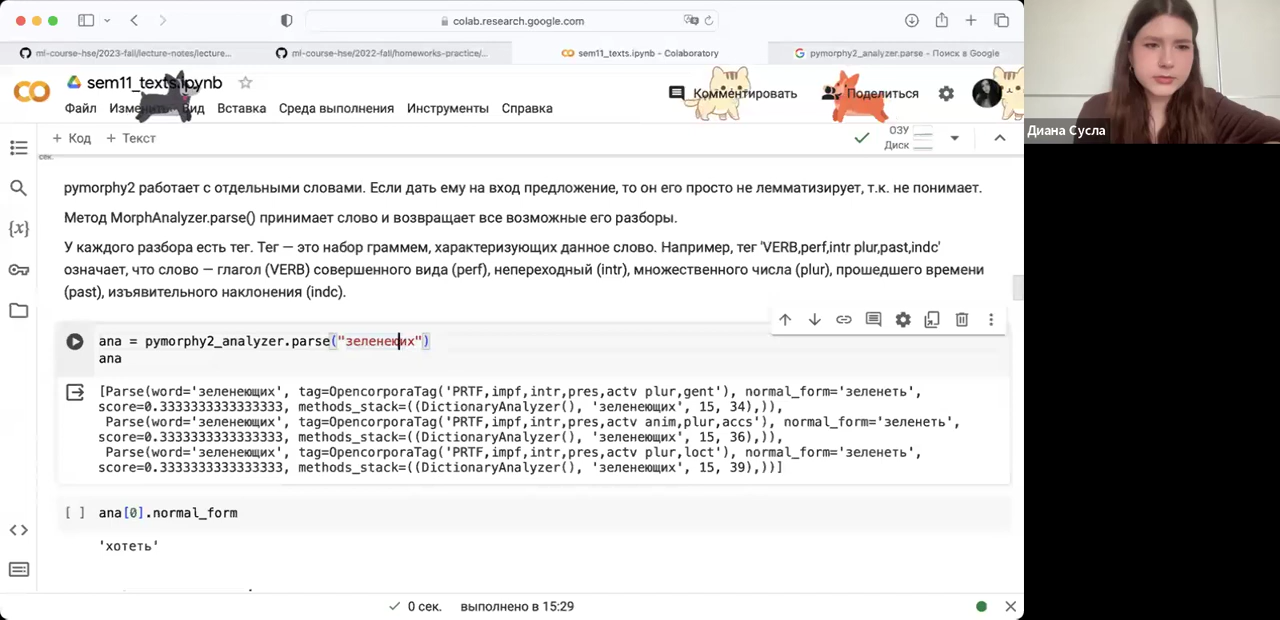 colab.research.google.com
ml-course-hse/2023-fall/lecture-notes/lecture...
ml-course-hse/2022-fall/homeworks-practice/...
sem11_texts.ipynb - Colaboratory
pymorphy2_analyzer.parse - Поиск в Google
sem11_texts.ipynb
Комментировать
Поделиться
Файл Изменить Вид Вставка Среда выполнения Инструменты Справка
+ Код + Текст
ОЗУ
Диск
сек.
pymorphy2 работает с отдельными словами. Если дать ему на вход предложение, то он его просто не лемматизирует, т.к. не понимает.
Метод MorphAnalyzer.parse() принимает слово и возвращает все возможные его разборы.
У каждого разбора есть тег. Тег — это набор граммем, характеризующих данное слово. Например, тег 'VERB,perf,intr plur,past,indc'
означает, что слово — глагол (VERB) совершенного вида (perf), непереходный (intr), множественного числа (plur), прошедшего времени
(past), изъявительного наклонения (indc).
ana = pymorphy2_analyzer.parse("зеленеющих")
ana
[Parse(word='зеленеющих', tag=OpencorporaTag('PRTF,impf,intr,pres,actv plur,gent'), normal_form='зеленеть',
score=0.3333333333333333, methods_stack=((DictionaryAnalyzer(), 'зеленеющих', 15, 34),)),
Parse(word='зеленеющих', tag=OpencorporaTag('PRTF,impf,intr,pres,actv anim,plur,accs'), normal_form='зеленеть',
score=0.3333333333333333, methods_stack=((DictionaryAnalyzer(), 'зеленеющих', 15, 36),)),
Parse(word='зеленеющих', tag=OpencorporaTag('PRTF,impf,intr,pres,actv plur,loct'), normal_form='зеленеть',
score=0.3333333333333333, methods_stack=((DictionaryAnalyzer(), 'зеленеющих', 15, 39),))]
[ ] ana[0].normal_form
'хотеть'
0 сек. выполнено в 15:29
Диана Сусла